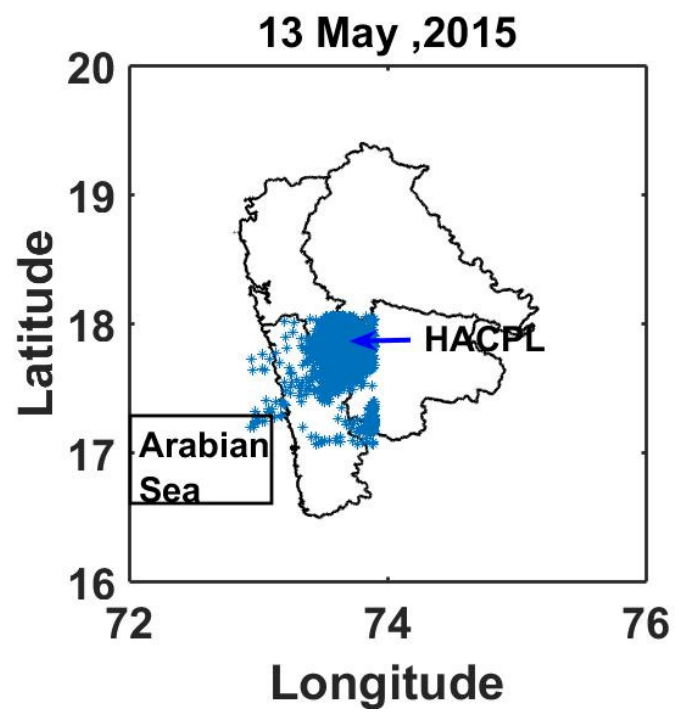 13 May ,2015
20
19
18
17
16
72
74
76
Latitude
Longitude
HACPL
Arabian
Sea